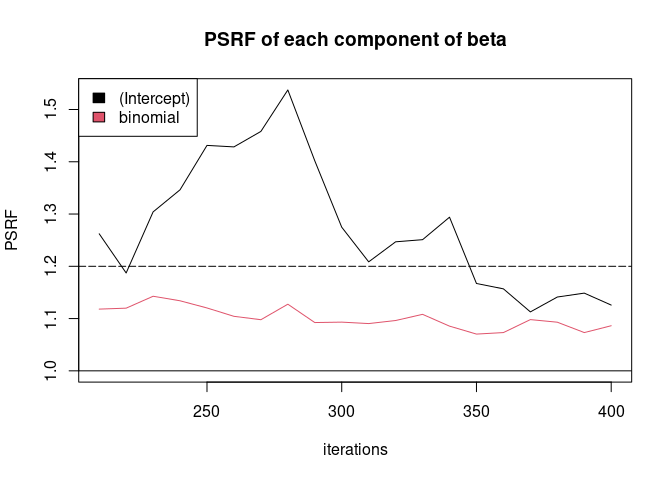 PSRF of each component of beta
(Intercept)
binomial
PSRF
1.5
1.4
1.3
1.2
1.1
1.0
250 300 350 400
iterations